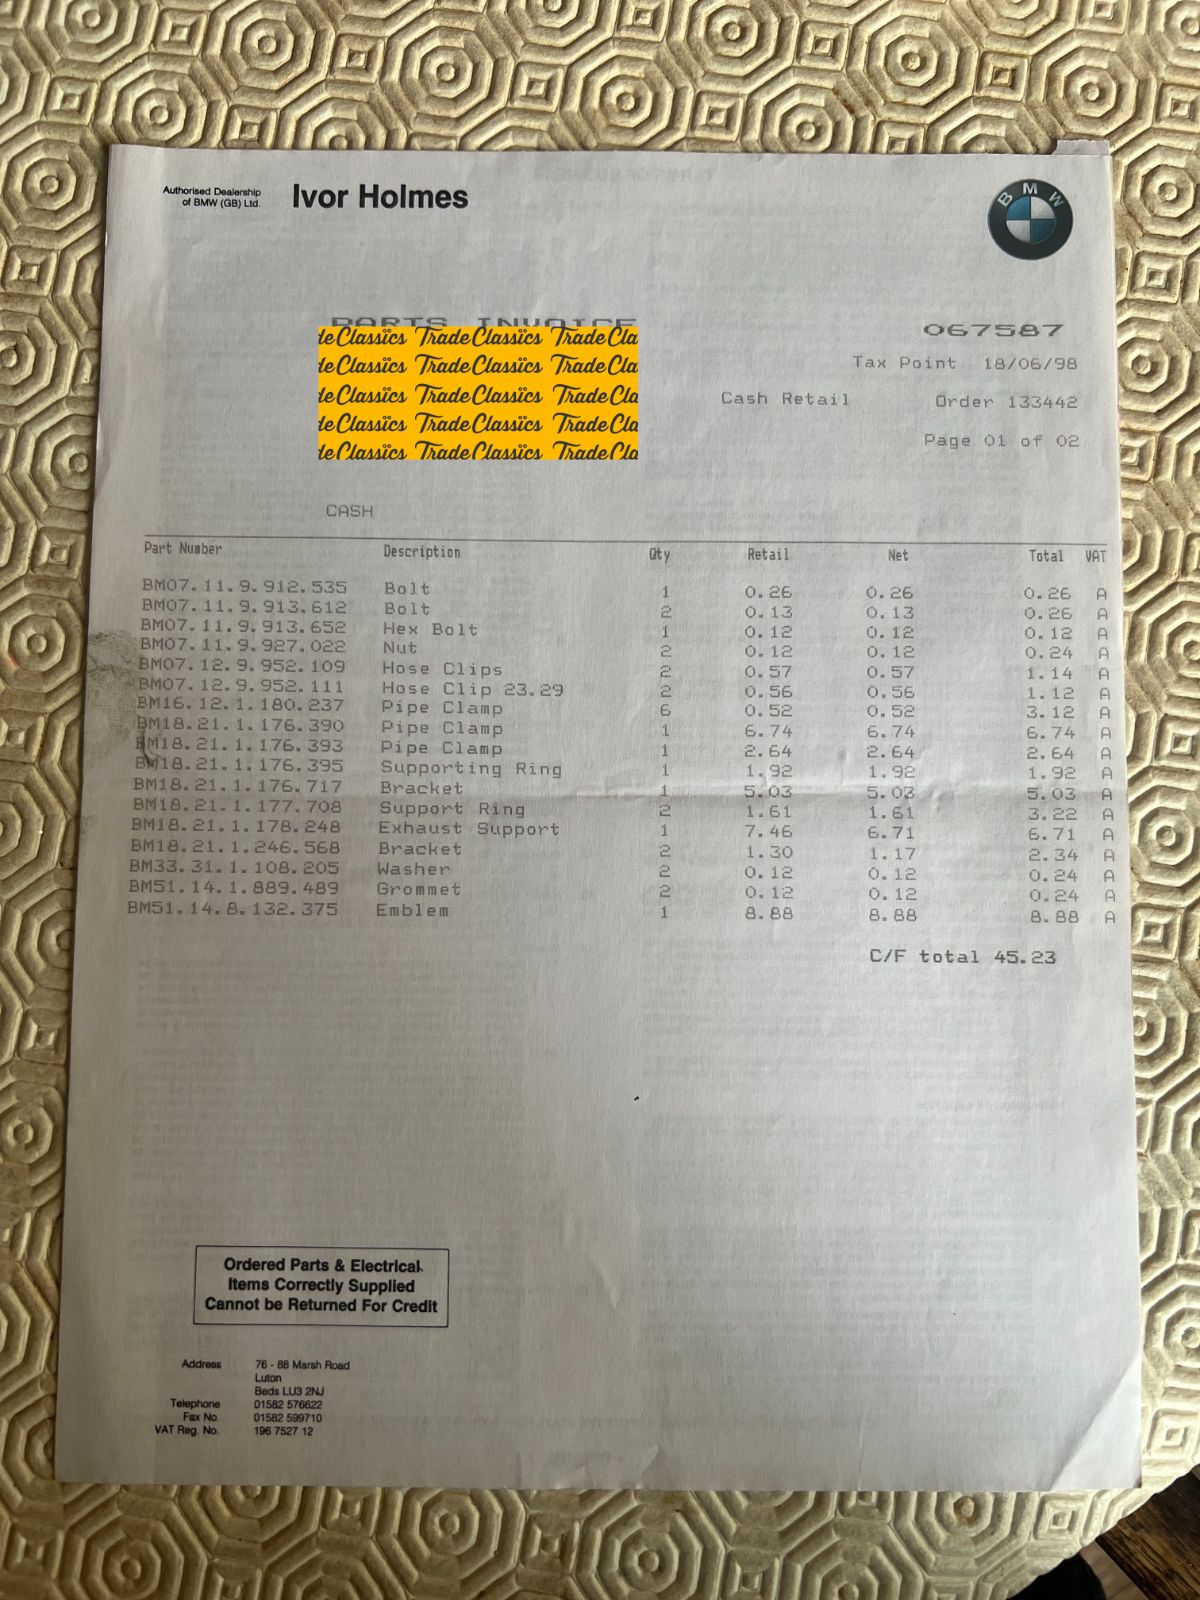 Authorised Dealership
of BMW (GB) Ltd.
Ivor Holmes
BMW
PARTS INVOICE
067587
deClassics TradeClassics TradeCla
deClassics TradeClassics TradeCla
deClassics TradeClassics TradeCla
deClassics TradeClassics TradeCla
deClassics TradeClassics TradeCla
Tax Point 18/06/98
Cash Retail Order 133442
Page 01 of 02
CASH
Part Number Description Qty Retail Net Total VAT
BM07.11.9.912.535 Bolt 1 0.26 0.26 0.26 A
BM07.11.9.913.612 Bolt 2 0.13 0.13 0.26 A
BM07.11.9.913.652 Hex Bolt 1 0.12 0.12 0.12 A
BM07.11.9.927.022 Nut 2 0.12 0.12 0.24 A
BM07.12.9.952.109 Hose Clips 2 0.57 0.57 1.14 A
BM07.12.9.952.111 Hose Clip 23.29 2 0.56 0.56 1.12 A
BM16.12.1.180.237 Pipe Clamp 6 0.52 0.52 3.12 A
BM18.21.1.176.390 Pipe Clamp 1 6.74 6.74 6.74 A
BM18.21.1.176.393 Pipe Clamp 1 2.64 2.64 2.64 A
BM18.21.1.176.395 Supporting Ring 1 1.92 1.92 1.92 A
BM18.21.1.176.717 Bracket 1 5.03 5.03 5.03 A
BM18.21.1.177.708 Support Ring 2 1.61 1.61 3.22 A
BM18.21.1.178.248 Exhaust Support 1 7.46 6.71 6.71 A
BM18.21.1.246.568 Bracket 2 1.30 1.17 2.34 A
BM33.31.1.108.205 Washer 2 0.12 0.12 0.24 A
BM51.14.1.889.489 Grommet 2 0.12 0.12 0.24 A
BM51.14.8.132.375 Emblem 1 8.88 8.88 8.88 A
C/F total 45.23
Ordered Parts & Electrical
Items Correctly Supplied
Cannot be Returned For Credit
Address 76 - 88 Marsh Road
Luton
Beds LU3 2NJ
Telephone 01582 576622
Fax No. 01582 599710
VAT Reg. No. 196 7527 12